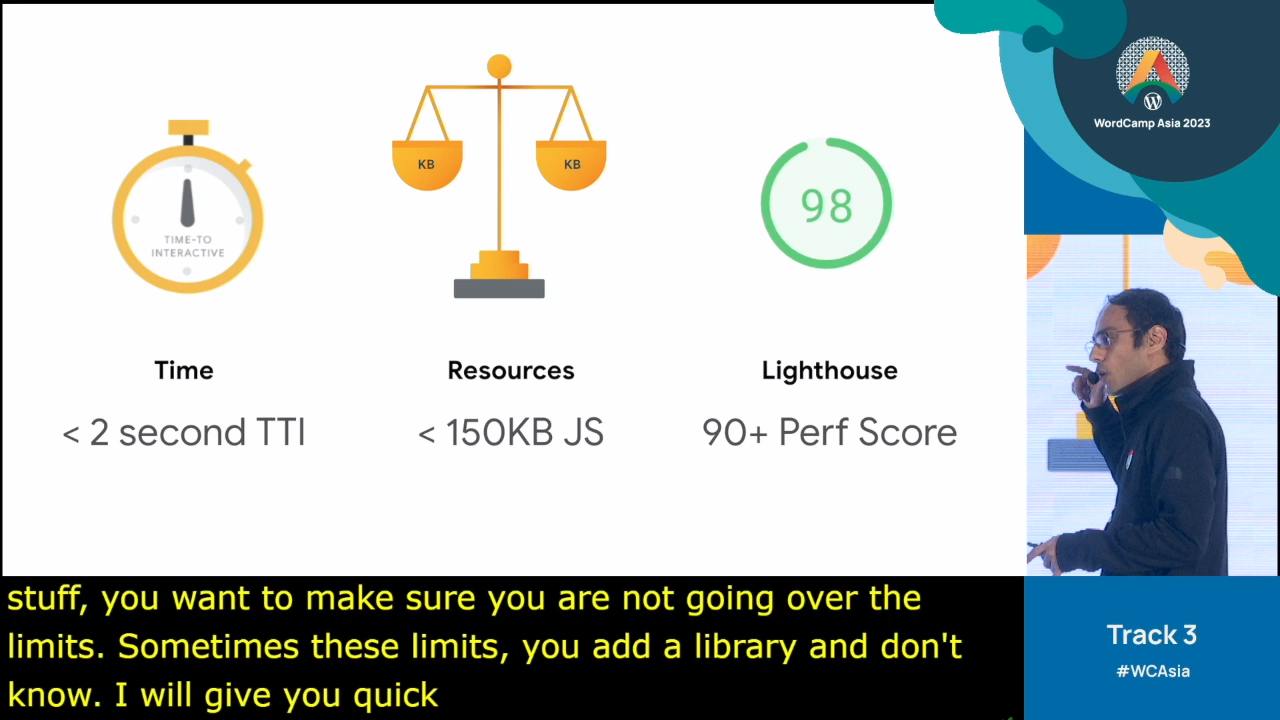 TIME-TO
INTERACTIVE
KB
KB
98
Time
Resources
Lighthouse
< 2 second TTI
< 150KB JS
90+ Perf Score
WordCamp Asia 2023
stuff, you want to make sure you are not going over the
limits. Sometimes these limits, you add a library and don't
know. I will give you quick
Track 3
#WCAsia